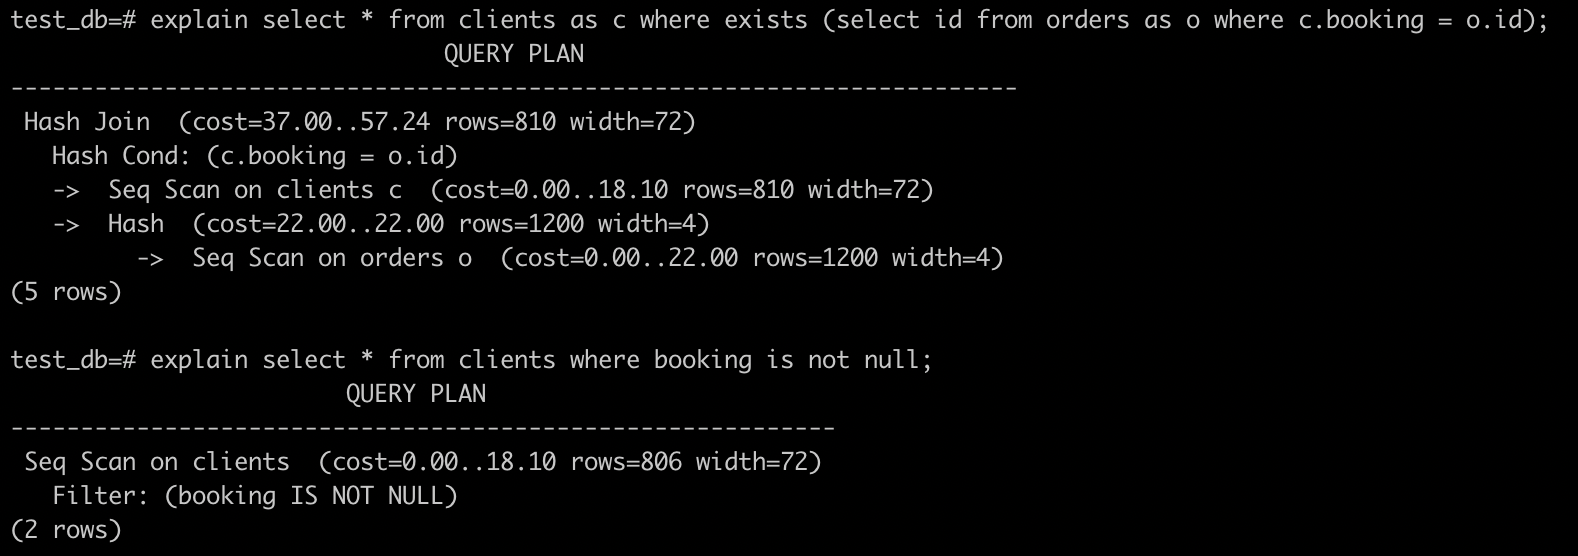 test_db=# explain select * from clients as c where exists (select id from orders as o where c.booking = o.id);
                               QUERY PLAN
------------------------------------------------------------------------
 Hash Join  (cost=37.00..57.24 rows=810 width=72)
   Hash Cond: (c.booking = o.id)
   ->  Seq Scan on clients c  (cost=0.00..18.10 rows=810 width=72)
   ->  Hash  (cost=22.00..22.00 rows=1200 width=4)
         ->  Seq Scan on orders o  (cost=0.00..22.00 rows=1200 width=4)
(5 rows)

test_db=# explain select * from clients where booking is not null;
                        QUERY PLAN
-----------------------------------------------------------
 Seq Scan on clients  (cost=0.00..18.10 rows=806 width=72)
   Filter: (booking IS NOT NULL)
(2 rows)